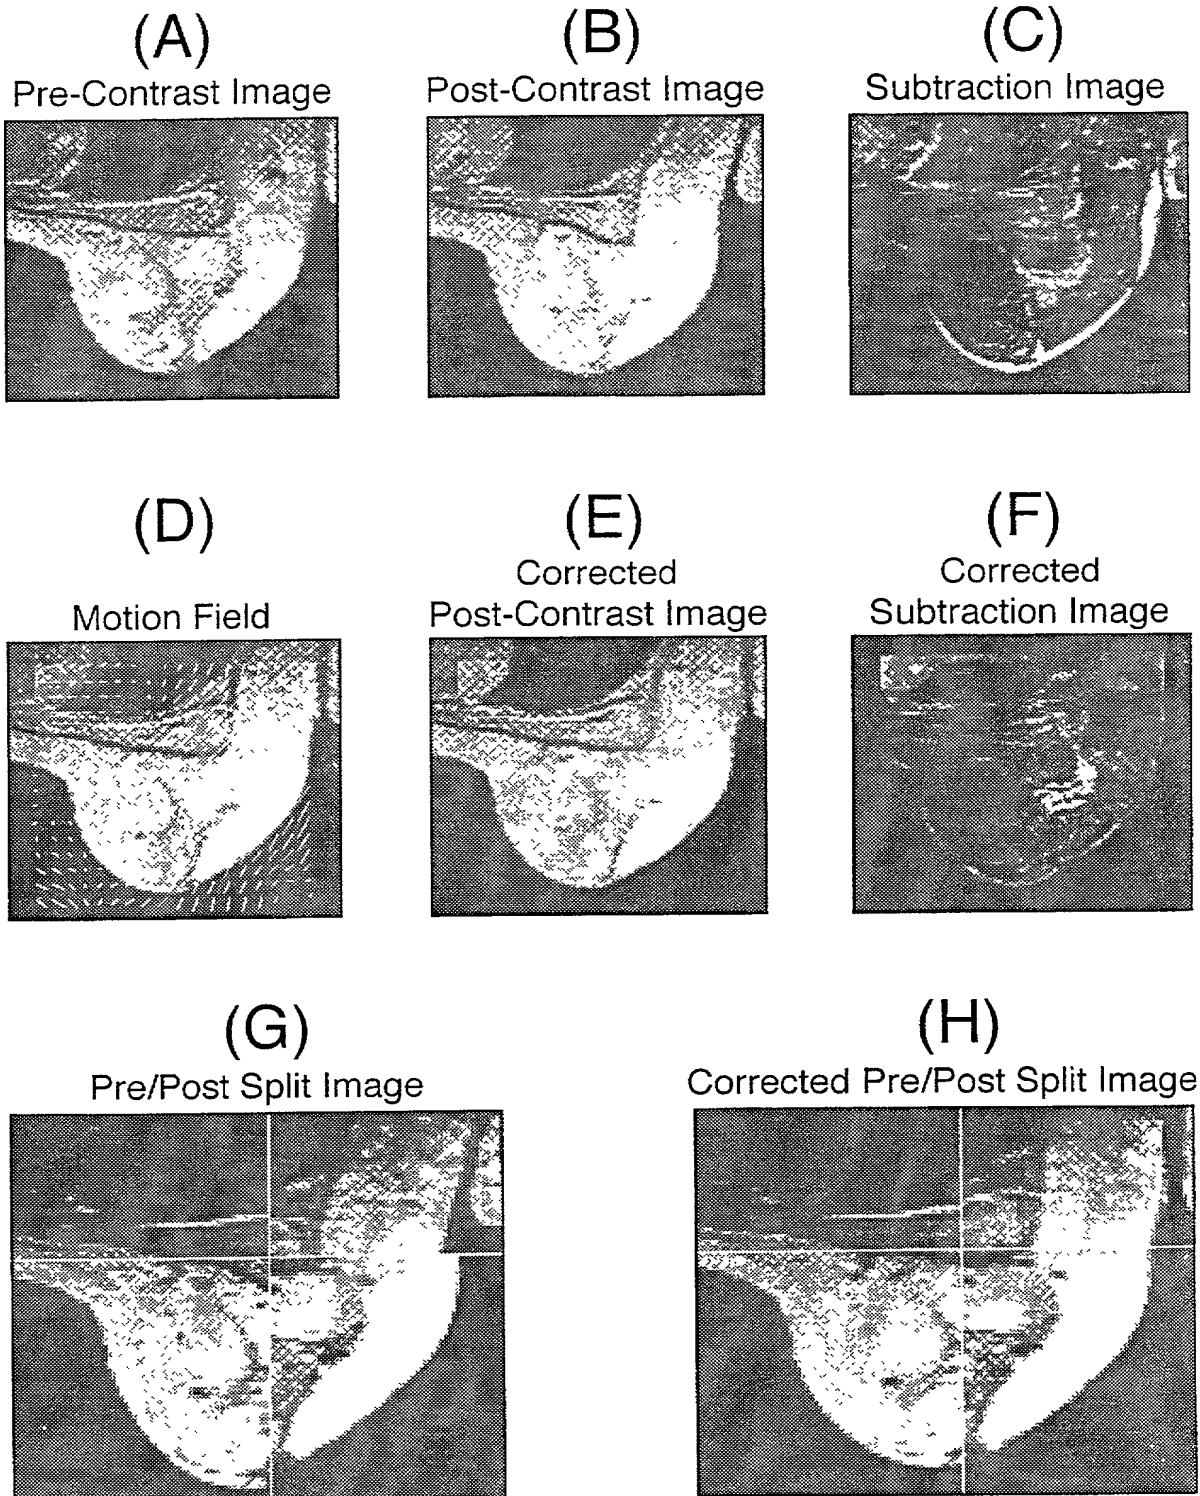 (A)
Pre-Contrast Image
(B)
Post-Contrast Image
(C)
Subtraction Image
(D)
Motion Field
(E)
Corrected
Post-Contrast Image
(F)
Corrected
Subtraction Image
(G)
Pre/Post Split Image
(H)
Corrected Pre/Post Split Image